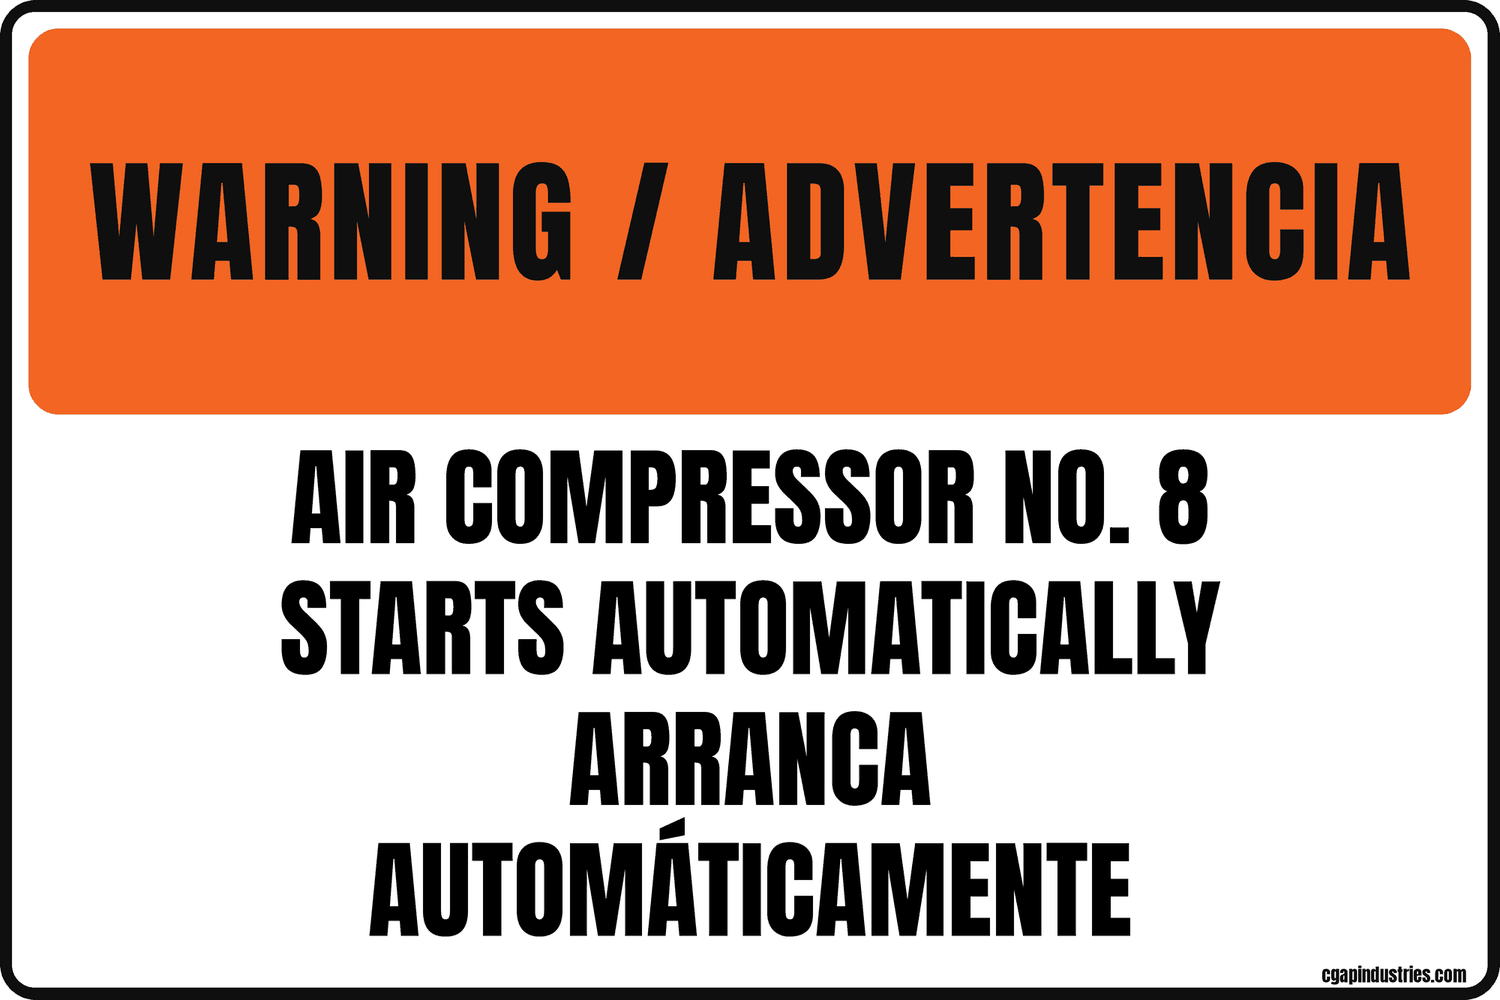 WARNING / ADVERTENCIA
AIR COMPRESSOR NO. 8
STARTS AUTOMATICALLY
ARRANCA
AUTOMÁTICAMENTE
cgapindustries.com